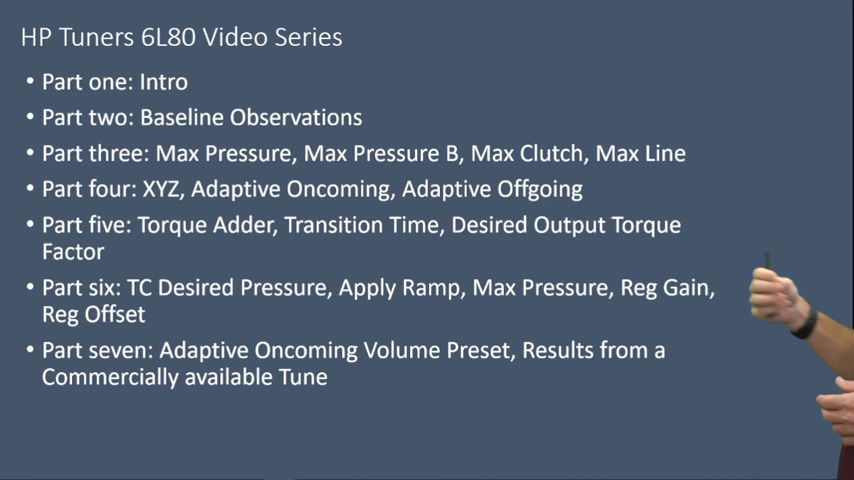 HP Tuners 6L80 Video Series
• Part one: Intro
• Part two: Baseline Observations
• Part three: Max Pressure, Max Pressure B, Max Clutch, Max Line
• Part four: XYZ, Adaptive Oncoming, Adaptive Offgoing
• Part five: Torque Adder, Transition Time, Desired Output Torque
Factor
• Part six: TC Desired Pressure, Apply Ramp, Max Pressure, Reg Gain,
Reg Offset
• Part seven: Adaptive Oncoming Volume Preset, Results from a
Commercially available Tune